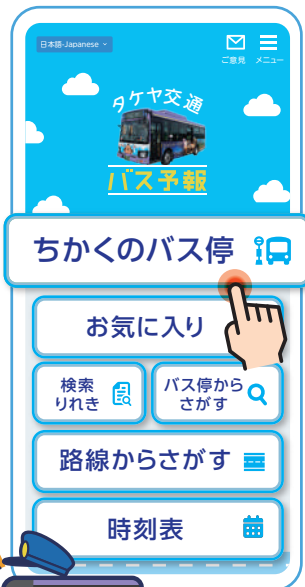 日本語-Japanese
ご意見 メニュー
タケヤ交通
バス予報
ちかくのバス停
お気に入り
検索
りれき
バス停から
さがす
路線からさがす
時刻表